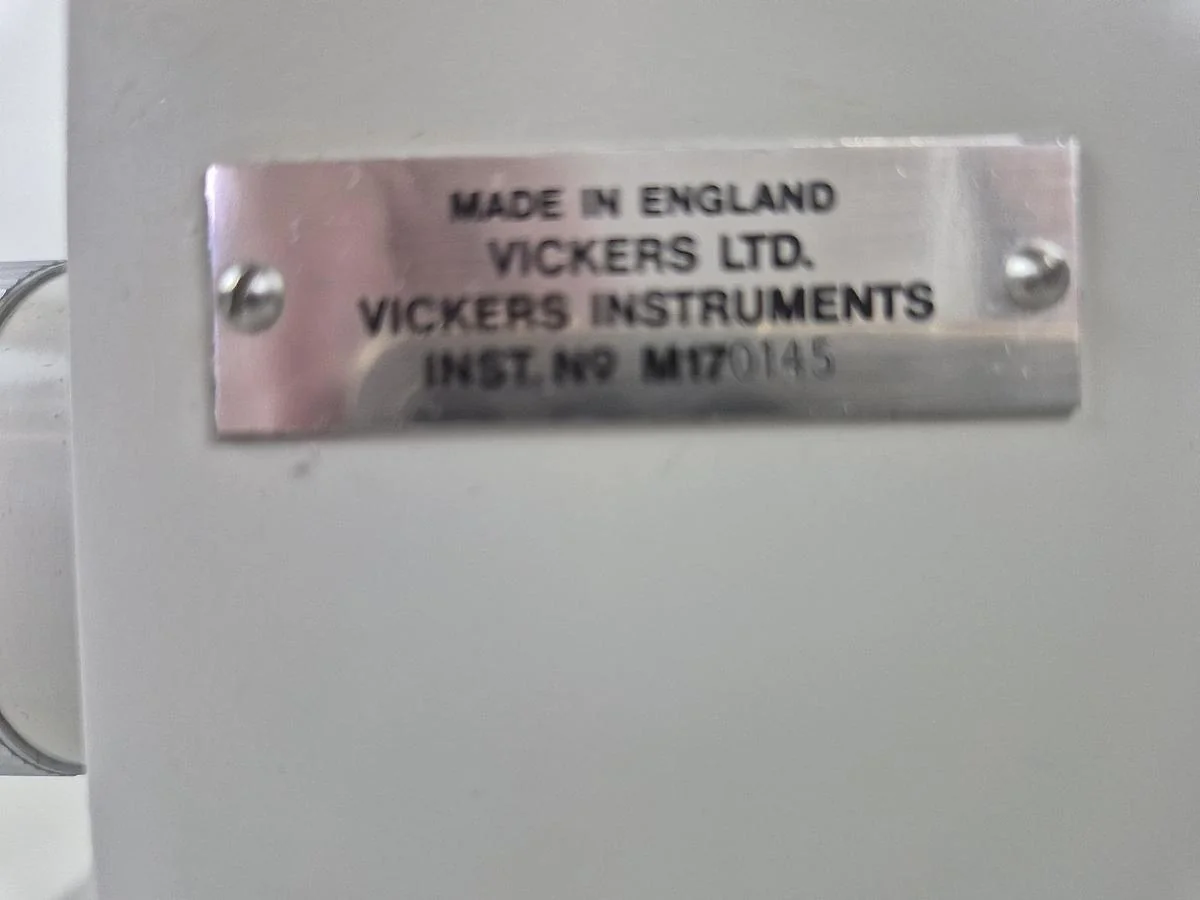 MADE IN ENGLAND
VICKERS LTD.
VICKERS INSTRUMENTS
INST. Nº M170145